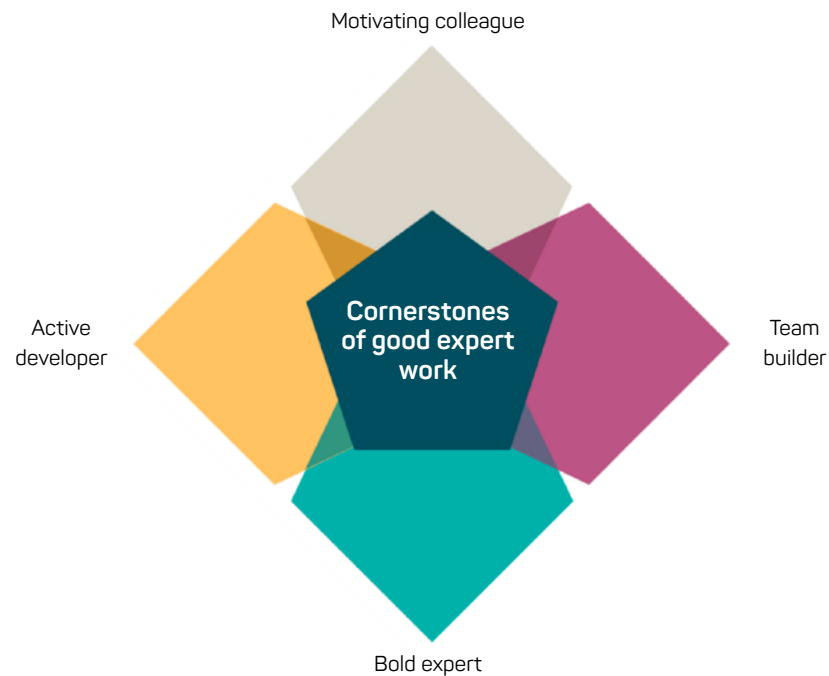 Motivating colleague
Cornerstones
of good expert
work
Active
developer
Team
builder
Bold expert